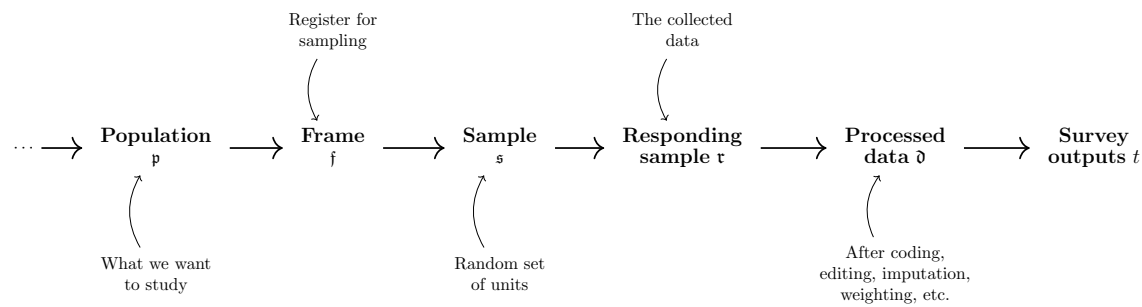 Register for
sampling
The collected
data
⋯
Population
𝔭
Frame
𝔣
Sample
𝔰
Responding
sample 𝔯
Processed
data 𝔡
Survey
outputs t
What we want
to study
Random set
of units
After coding,
editing, imputation,
weighting, etc.